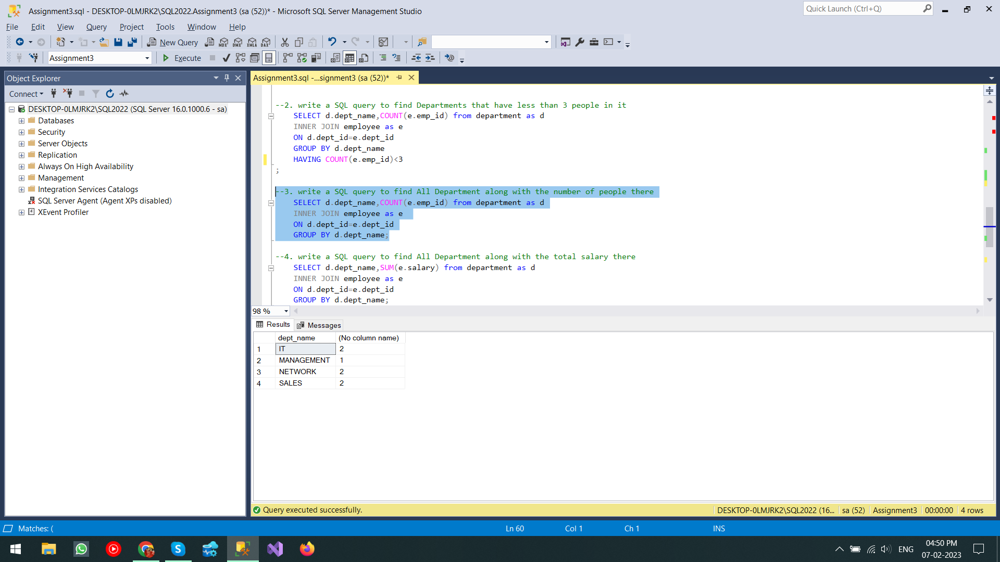 Assignment3.sql - DESKTOP-0LMJRK2\SQL2022.Assignment3 (sa (52))* - Microsoft SQL Server Management Studio
Quick Launch (Ctrl+Q)
File Edit View Query Project Tools Window Help
New Query MDX DMX XMLA DAX
Assignment3 Execute
Object Explorer
Connect
DESKTOP-0LMJRK2\SQL2022 (SQL Server 16.0.1000.6 - sa)
Databases
Security
Server Objects
Replication
Always On High Availability
Management
Integration Services Catalogs
SQL Server Agent (Agent XPs disabled)
XEvent Profiler
Assignment3.sql -...signment3 (sa (52))*
--2. write a SQL query to find Departments that have less than 3 people in it
SELECT d.dept_name,COUNT(e.emp_id) from department as d
INNER JOIN employee as e
ON d.dept_id=e.dept_id
GROUP BY d.dept_name
HAVING COUNT(e.emp_id)<3
;
--3. write a SQL query to find All Department along with the number of people there
SELECT d.dept_name,COUNT(e.emp_id) from department as d
INNER JOIN employee as e
ON d.dept_id=e.dept_id
GROUP BY d.dept_name;
--4. write a SQL query to find All Department along with the total salary there
SELECT d.dept_name,SUM(e.salary) from department as d
INNER JOIN employee as e
ON d.dept_id=e.dept_id
GROUP BY d.dept_name;
98 %
Results Messages
dept_name (No column name)
1 IT 2
2 MANAGEMENT 1
3 NETWORK 2
4 SALES 2
Query executed successfully. DESKTOP-0LMJRK2\SQL2022 (16... sa (52) Assignment3 00:00:00 4 rows
Matches: ( Ln 60 Col 1 Ch 1 INS
ENG 04:50 PM
07-02-2023